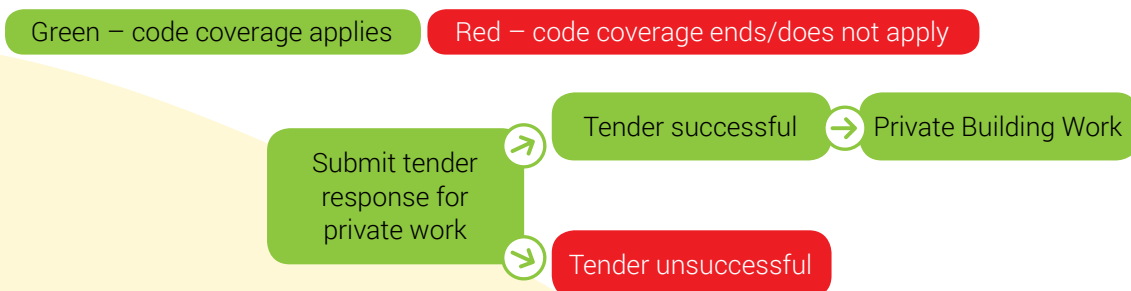 Green – code coverage applies
Red – code coverage ends/does not apply
Submit tender
response for
private work
Tender successful
Private Building Work
Tender unsuccessful